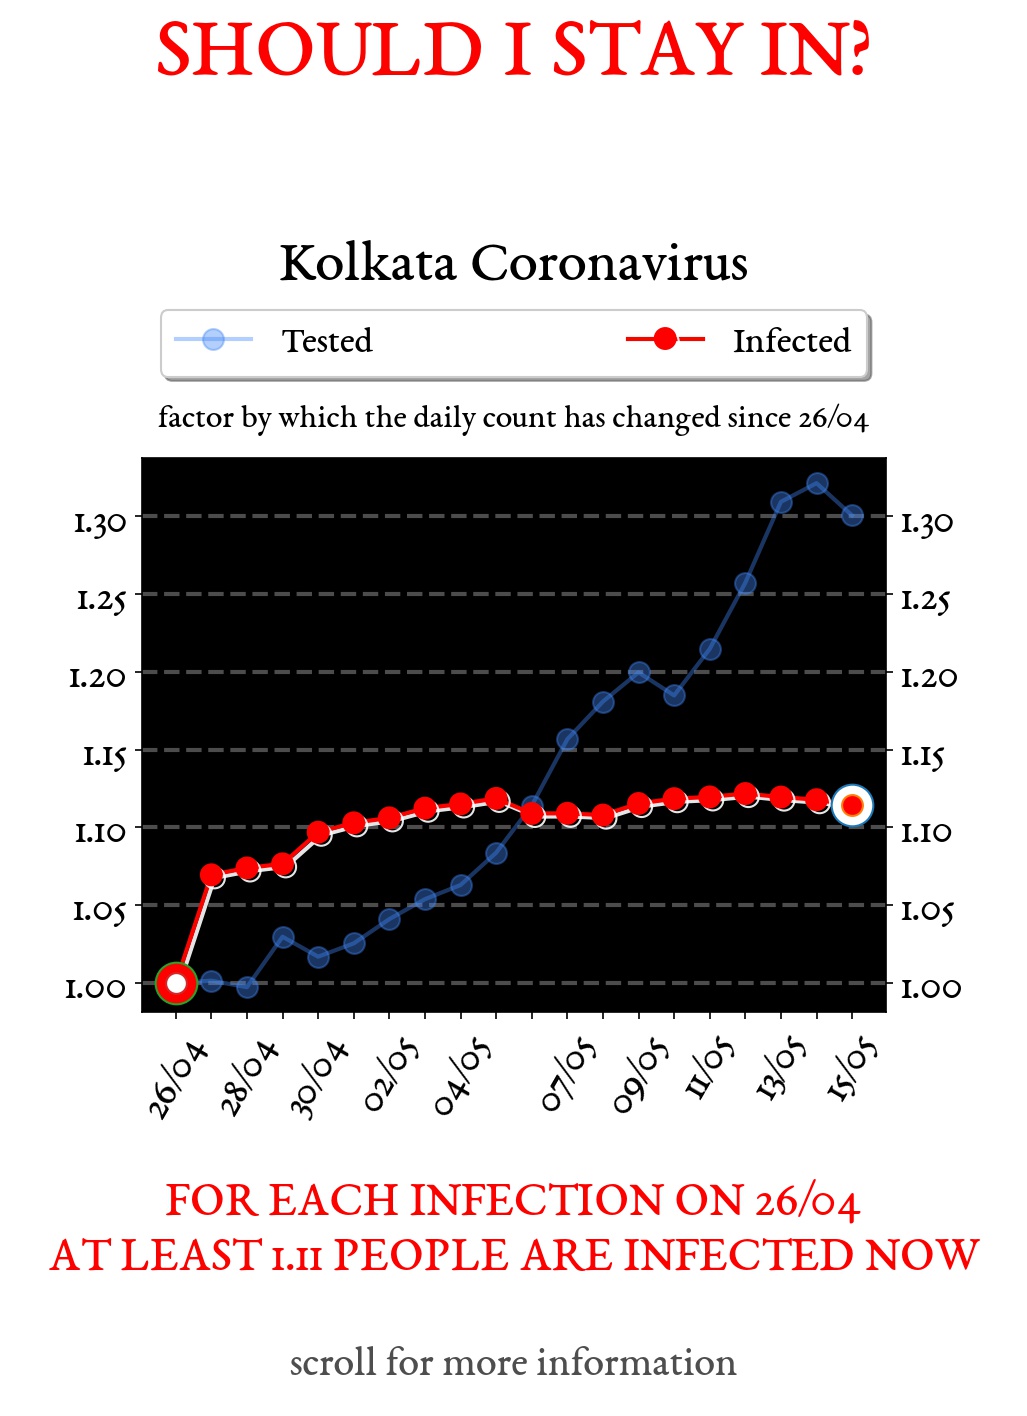 SHOULD I STAY IN?
Kolkata Coronavirus
Tested Infected
factor by which the daily count has changed since 26/04
1.30 1.30
1.25 1.25
1.20 1.20
1.15 1.15
1.10 1.10
1.05 1.05
1.00 1.00
26/04 28/04 30/04 02/05 04/05 07/05 09/05 11/05 13/05 15/05
FOR EACH INFECTION ON 26/04
AT LEAST 1.11 PEOPLE ARE INFECTED NOW
scroll for more information